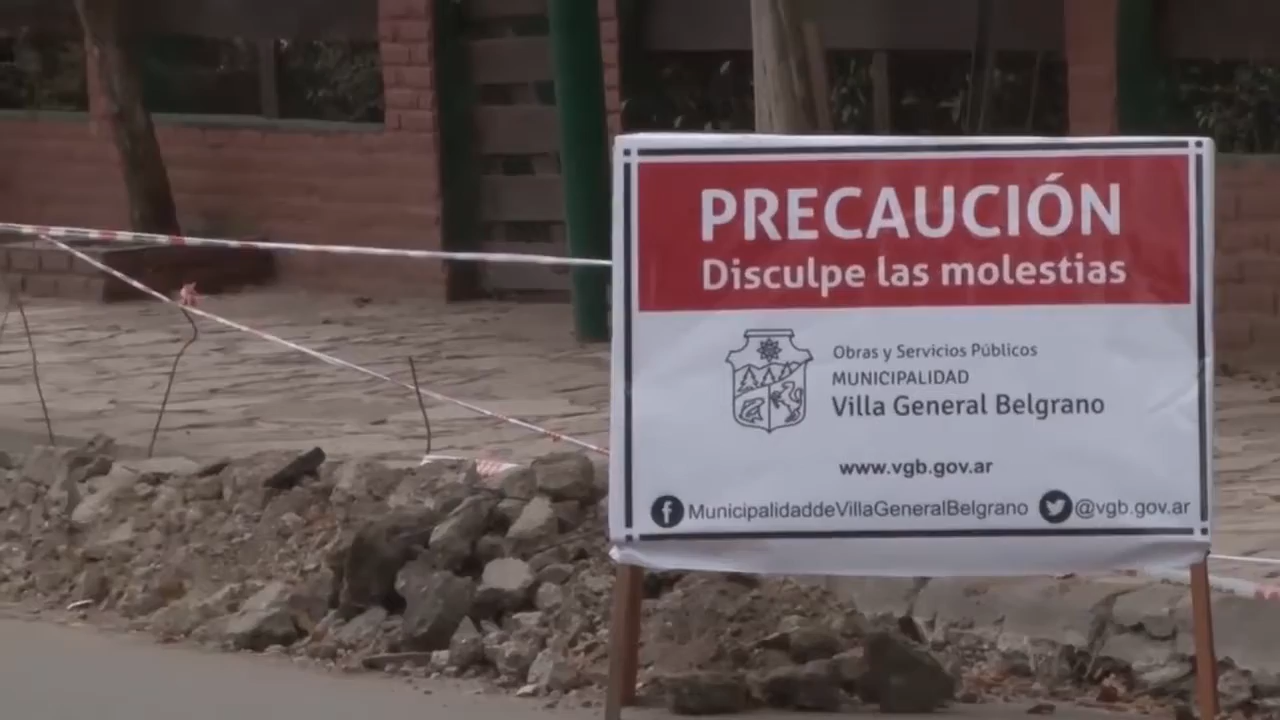 PRECAUCIÓN
Disculpe las molestias
Obras y Servicios Públicos
MUNICIPALIDAD
Villa General Belgrano
www.vgb.gov.ar
MunicipalidaddeVillaGeneralBelgrano @vgb.gov.ar